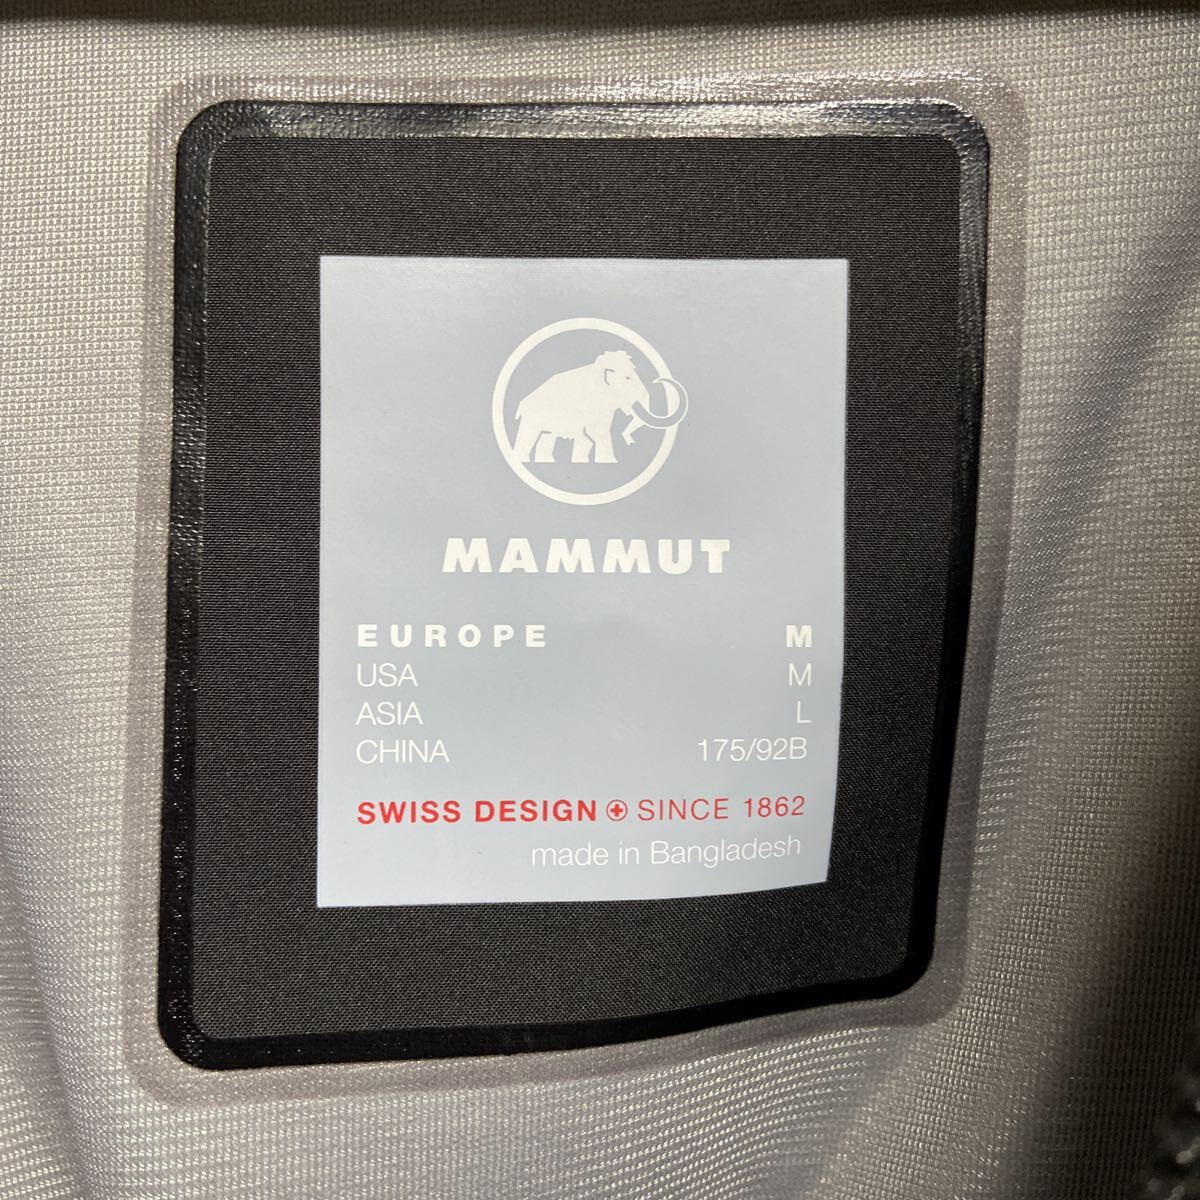 MAMMUT
EUROPE M
USA M
ASIA L
CHINA 175/92B
SWISS DESIGN SINCE 1862
made in Bangladesh